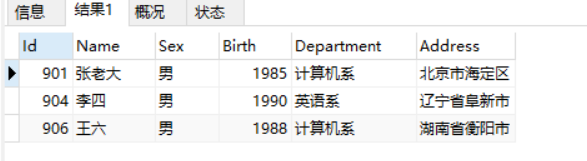 信息 结果1 概况 状态
Id Name Sex Birth Department Address
901 张老大 男 1985 计算机系 北京市海定区
904 李四 男 1990 英语系 辽宁省阜新市
906 王六 男 1988 计算机系 湖南省衡阳市